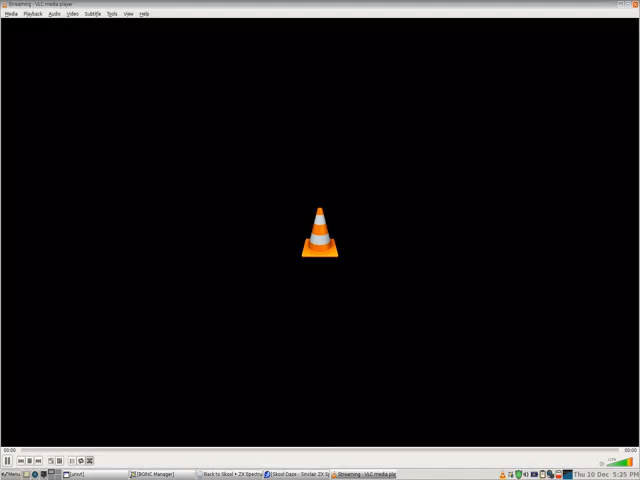 Streaming - VLC media player
Media Playback Audio Video Subtitle Tools View Help
00:00 00:00
Menu [BOINC Manager] Back to Skool • ZX Spectru [Skool Daze - Sinclair ZX Sp Streaming - VLC media pla Thu 10 Dec 5:25 PM